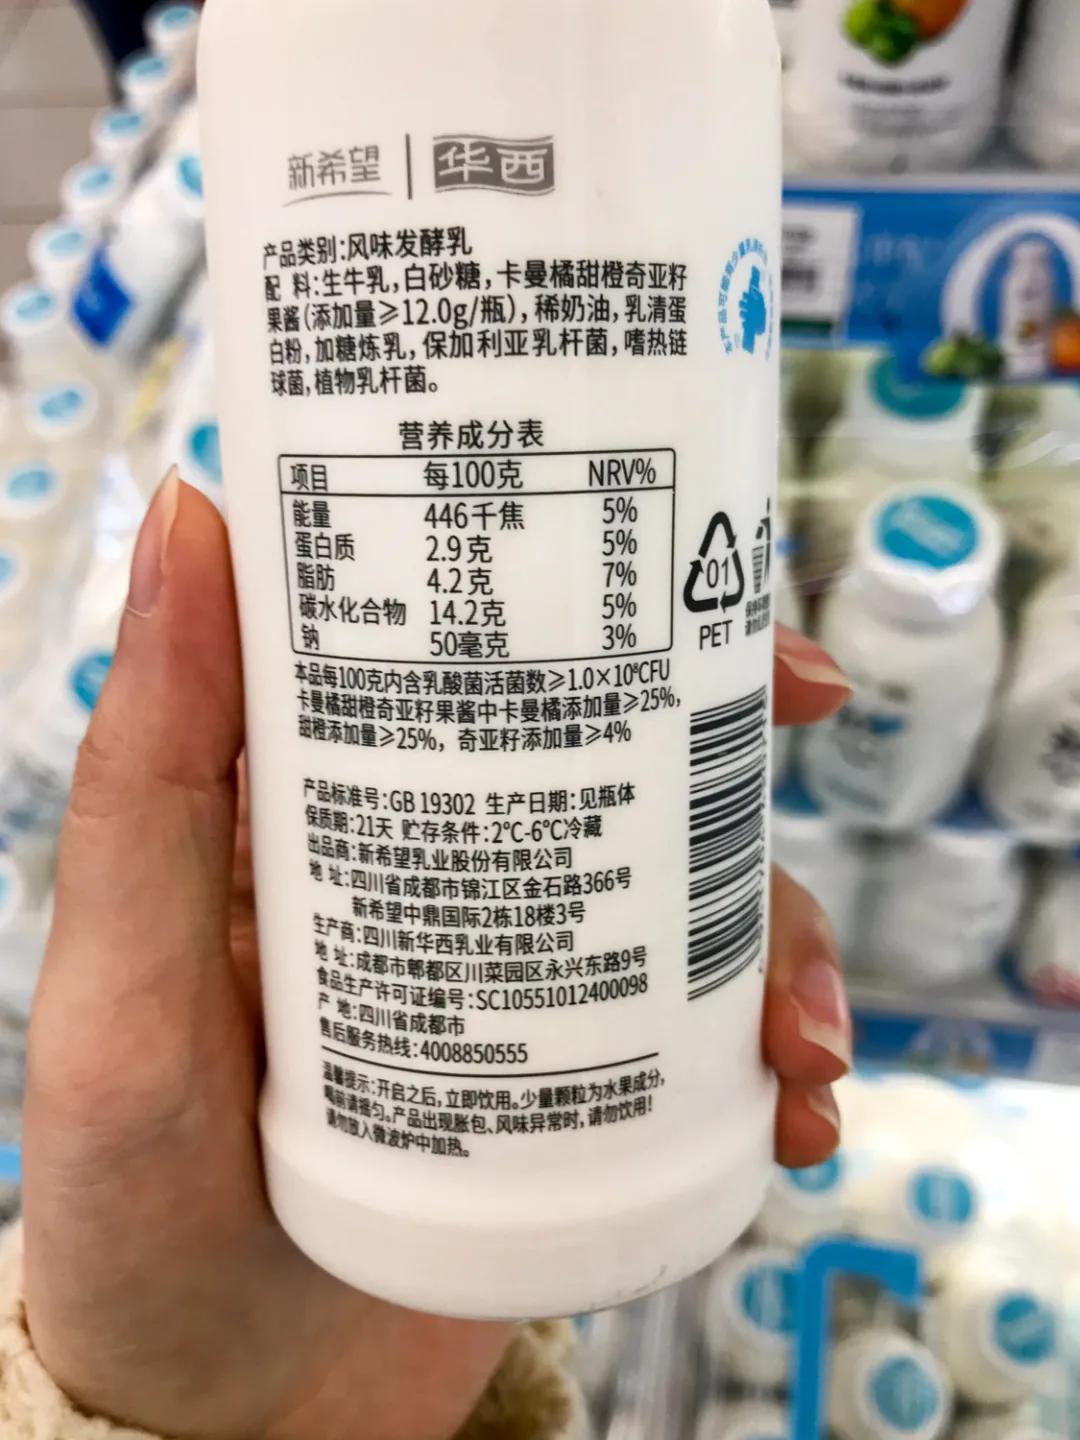 新希望 华西
产品类别:风味发酵乳
配 料:生牛乳,白砂糖,卡曼橘甜橙奇亚籽
果酱(添加量≥12.0g/瓶),稀奶油,乳清蛋
白粉,加糖炼乳,保加利亚乳杆菌,嗜热链
球菌,植物乳杆菌。
营养成分表
项目 每100克 NRV%
能量 446千焦 5%
蛋白质 2.9克 5%
脂肪 4.2克 7%
碳水化合物 14.2克 5%
钠 50毫克 3%
本品每100克内含乳酸菌活菌数≥1.0×10⁸CFU
卡曼橘甜橙奇亚籽果酱中卡曼橘添加量≥25%,
甜橙添加量≥25%, 奇亚籽添加量≥4%
产品标准号:GB 19302 生产日期:见瓶体
保质期:21天 贮存条件:2°C-6°C冷藏
出品商:新希望乳业股份有限公司
地 址:四川省成都市锦江区金石路366号
新希望中鼎国际2栋18楼3号
生产商:四川新华西乳业有限公司
地 址:成都市郫都区川菜园区永兴东路9号
食品生产许可证编号:SC10551012400098
产 地:四川省成都市
售后服务热线:4008850555
温馨提示:开启之后,立即饮用。少量颗粒为水果成分,
喝前请摇匀。产品出现胀包、风味异常时,请勿饮用!
请勿放入微波炉中加热。
01
PET